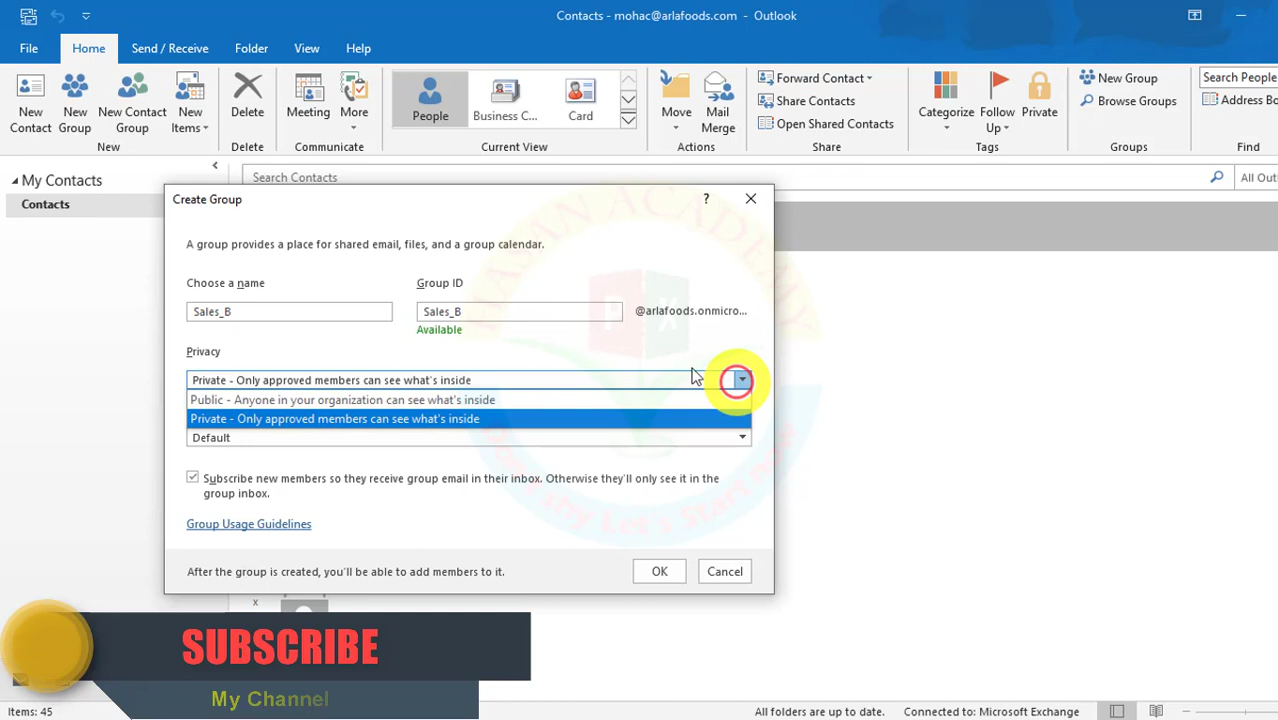 Contacts - mohac@arlafoods.com - Outlook
File Home Send / Receive Folder View Help
New Contact
New Group
New Contact Group
New Items
New
Delete
Delete
Meeting
More
Communicate
People
Business C...
Card
Current View
Move
Mail Merge
Actions
Forward Contact
Share Contacts
Open Shared Contacts
Share
Categorize
Follow Up
Private
Tags
New Group
Browse Groups
Groups
Search People
Address Bo
Find
My Contacts
Contacts
Search Contacts
All Out
Create Group
?
A group provides a place for shared email, files, and a group calendar.
Choose a name
Group ID
Sales_B
Sales_B
@arlafoods.onmicro...
Available
Privacy
Private - Only approved members can see what's inside
Public - Anyone in your organization can see what's inside
Private - Only approved members can see what's inside
Default
Subscribe new members so they receive group email in their inbox. Otherwise they'll only see it in the
group inbox.
Group Usage Guidelines
After the group is created, you'll be able to add members to it.
OK
Cancel
x
SUBSCRIBE
My Channel
Items: 45
All folders are up to date.
Connected to: Microsoft Exchange